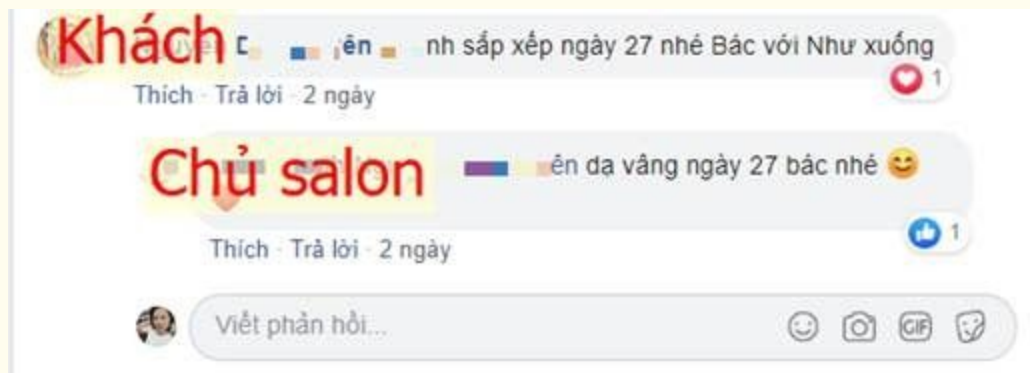 Khách ên nh sắp xếp ngày 27 nhé Bác với Như xuống
1
Thích · Trả lời · 2 ngày
Chủ salon ên dạ vâng ngày 27 bác nhé 😊
1
Thích · Trả lời · 2 ngày
Viết phản hồi...
GIF